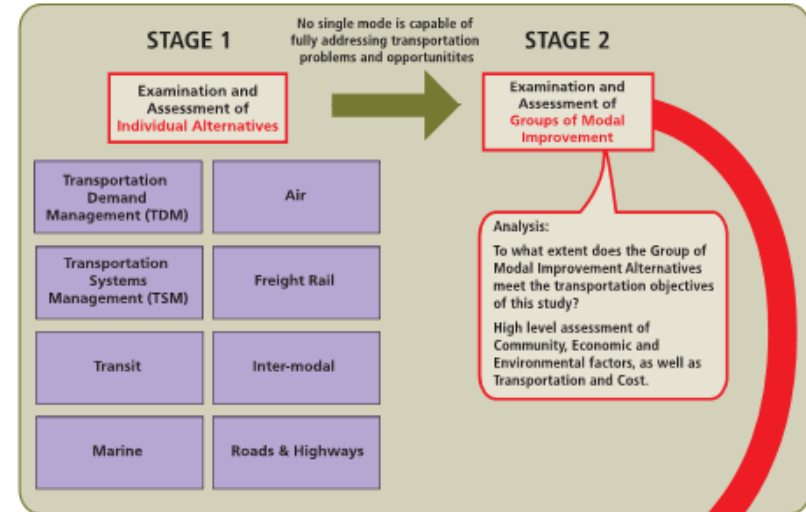 STAGE 1
No single mode is capable of
fully addressing transportation
problems and opportunitites
STAGE 2
Examination and
Assessment of
Individual Alternatives
Examination and
Assessment of
Groups of Modal
Improvement
Transportation
Demand
Management (TDM)
Air
Transportation
Systems
Management (TSM)
Freight Rail
Transit
Inter-modal
Marine
Roads & Highways
Analysis:
To what extent does the Group of
Modal Improvement Alternatives
meet the transportation objectives
of this study?
High level assessment of
Community, Economic and
Environmental factors, as well as
Transportation and Cost.